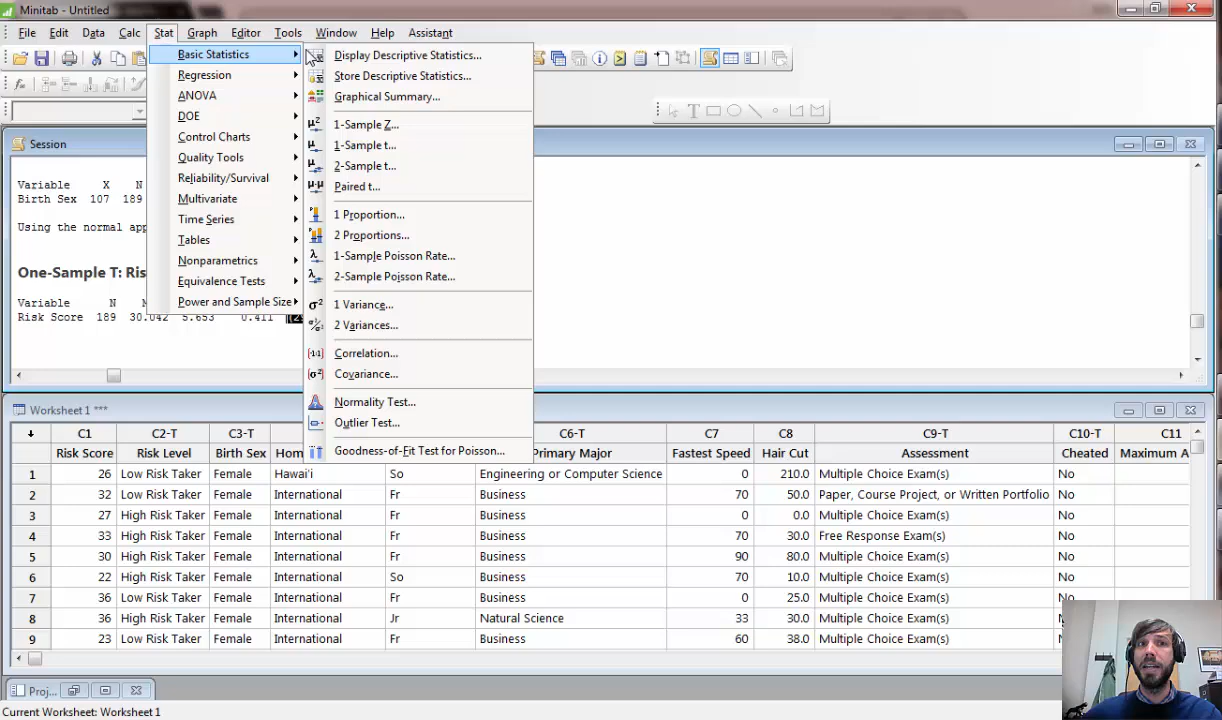 Minitab - Untitled
File Edit Data Calc Stat Graph Editor Tools Window Help Assistant
Basic Statistics
Regression
ANOVA
DOE
Control Charts
Quality Tools
Reliability/Survival
Multivariate
Time Series
Tables
Nonparametrics
Equivalence Tests
Power and Sample Size
Display Descriptive Statistics...
Store Descriptive Statistics...
Graphical Summary...
1-Sample Z...
1-Sample t...
2-Sample t...
Paired t...
1 Proportion...
2 Proportions...
1-Sample Poisson Rate...
2-Sample Poisson Rate...
1 Variance...
2 Variances...
Correlation...
Covariance...
Normality Test...
Outlier Test...
Goodness-of-Fit Test for Poisson...
Session
Variable X N
Birth Sex 107 189
Using the normal app
One-Sample T: Ris
Variable N M
Risk Score 189 30.042 5.653 0.411
Worksheet 1 ***
C1 C2-T C3-T C6-T C7 C8 C9-T C10-T C11
Risk Score Risk Level Birth Sex Hom Primary Major Fastest Speed Hair Cut Assessment Cheated Maximum A
1 26 Low Risk Taker Female Hawai'i So Engineering or Computer Science 0 210.0 Multiple Choice Exam(s) No
2 32 Low Risk Taker Female International Fr Business 70 50.0 Paper, Course Project, or Written Portfolio No
3 27 High Risk Taker Female International Fr Business 0 0.0 Multiple Choice Exam(s) No
4 33 High Risk Taker Female International Fr Business 70 30.0 Free Response Exam(s) No
5 30 High Risk Taker Female International Fr Business 90 80.0 Multiple Choice Exam(s) No
6 22 High Risk Taker Female International So Business 70 10.0 Multiple Choice Exam(s) No
7 36 Low Risk Taker Female International Fr Business 0 25.0 Multiple Choice Exam(s) No
8 36 High Risk Taker Female International Jr Natural Science 33 30.0 Multiple Choice Exam(s)
9 23 Low Risk Taker Female International Fr Business 60 38.0 Multiple Choice Exam(s)
Proj...
Current Worksheet: Worksheet 1